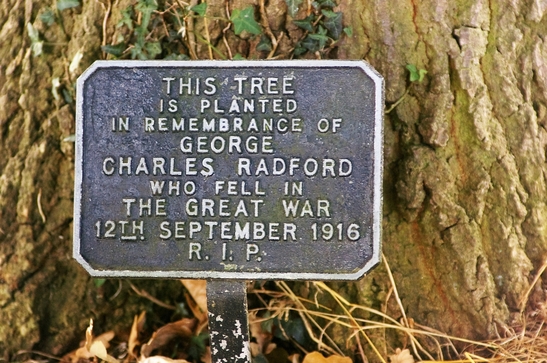 THIS TREE
IS PLANTED
IN REMEMBRANCE OF
GEORGE
CHARLES RADFORD
WHO FELL IN
THE GREAT WAR
12TH SEPTEMBER 1916
R.I.P.